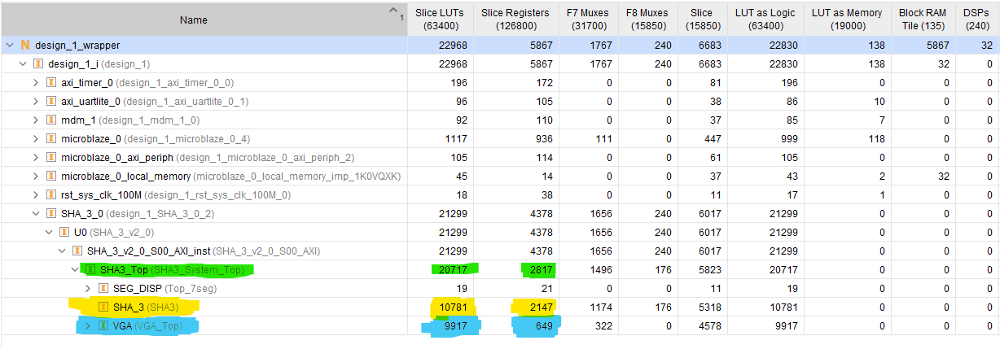 Name 1 Slice LUTs (63400) Slice Registers (126800) F7 Muxes (31700) F8 Muxes (15850) Slice (15850) LUT as Logic (63400) LUT as Memory (19000) Block RAM Tile (135) DSPs (240)
N design_1_wrapper 22968 5867 1767 240 6683 22830 138 5867 32
design_1_i (design_1) 22968 5867 1767 240 6683 22830 138 32 0
axi_timer_0 (design_1_axi_timer_0_0) 196 172 0 0 81 196 0 0 0
axi_uartlite_0 (design_1_axi_uartlite_0_1) 96 105 0 0 38 86 10 0 0
mdm_1 (design_1_mdm_1_0) 92 110 0 0 37 85 7 0 0
microblaze_0 (design_1_microblaze_0_4) 1117 936 111 0 447 999 118 0 0
microblaze_0_axi_periph (design_1_microblaze_0_axi_periph_2) 105 114 0 0 61 105 0 0 0
microblaze_0_local_memory (microblaze_0_local_memory_imp_1K0VQXK) 45 14 0 0 37 43 2 32 0
rst_sys_clk_100M (design_1_rst_sys_clk_100M_0) 18 38 0 0 11 17 1 0 0
SHA_3_0 (design_1_SHA_3_0_2) 21299 4378 1656 240 6017 21299 0 0 0
U0 (SHA_3_v2_0) 21299 4378 1656 240 6017 21299 0 0 0
SHA_3_v2_0_S00_AXI_inst (SHA_3_v2_0_S00_AXI) 21299 4378 1656 240 6017 21299 0 0 0
SHA3_Top (SHA3_System_Top) 20717 2817 1496 176 5823 20717 0 0 0
SEG_DISP (Top_7seg) 19 21 0 0 11 19 0 0 0
SHA_3 (SHA3) 10781 2147 1174 176 5318 10781 0 0 0
VGA (VGA_Top) 9917 649 322 0 4578 9917 0 0 0